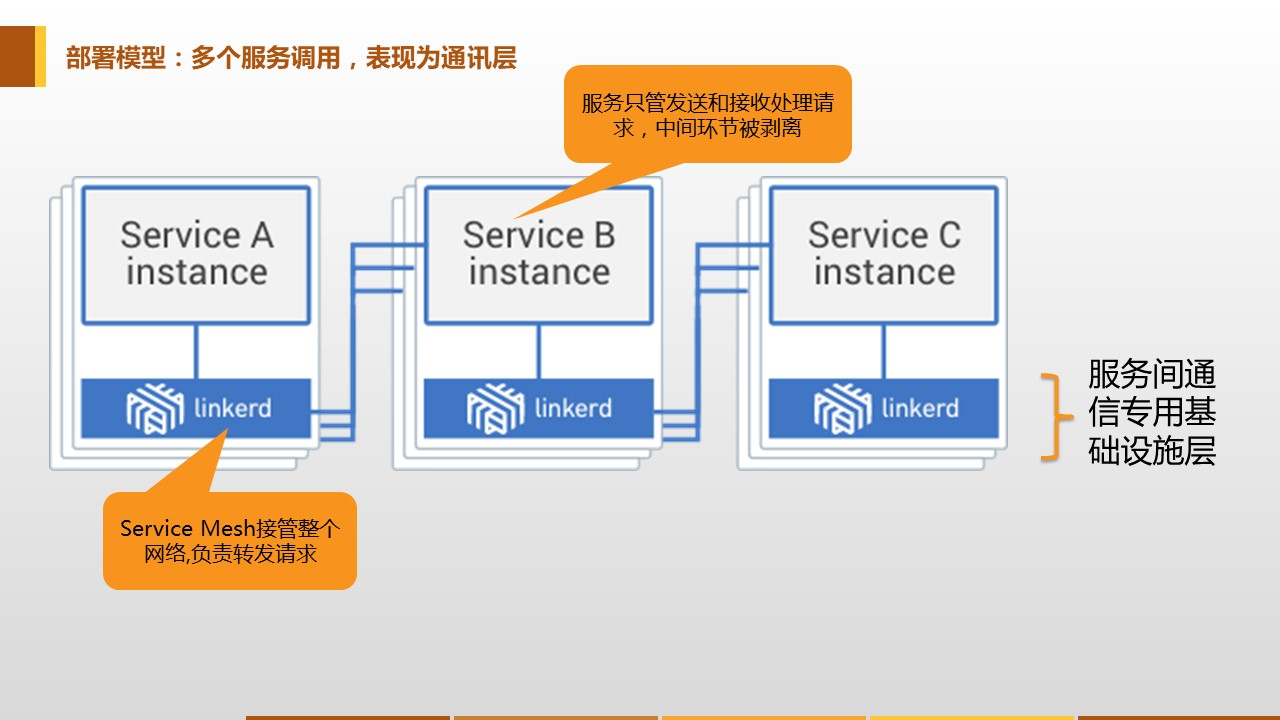 部署模型：多个服务调用，表现为通讯层
服务只管发送和接收处理请
求，中间环节被剥离
Service A
instance
Service B
instance
Service C
instance
linkerd
linkerd
linkerd
服务间通
信专用基
础设施层
Service Mesh接管整个
网络,负责转发请求